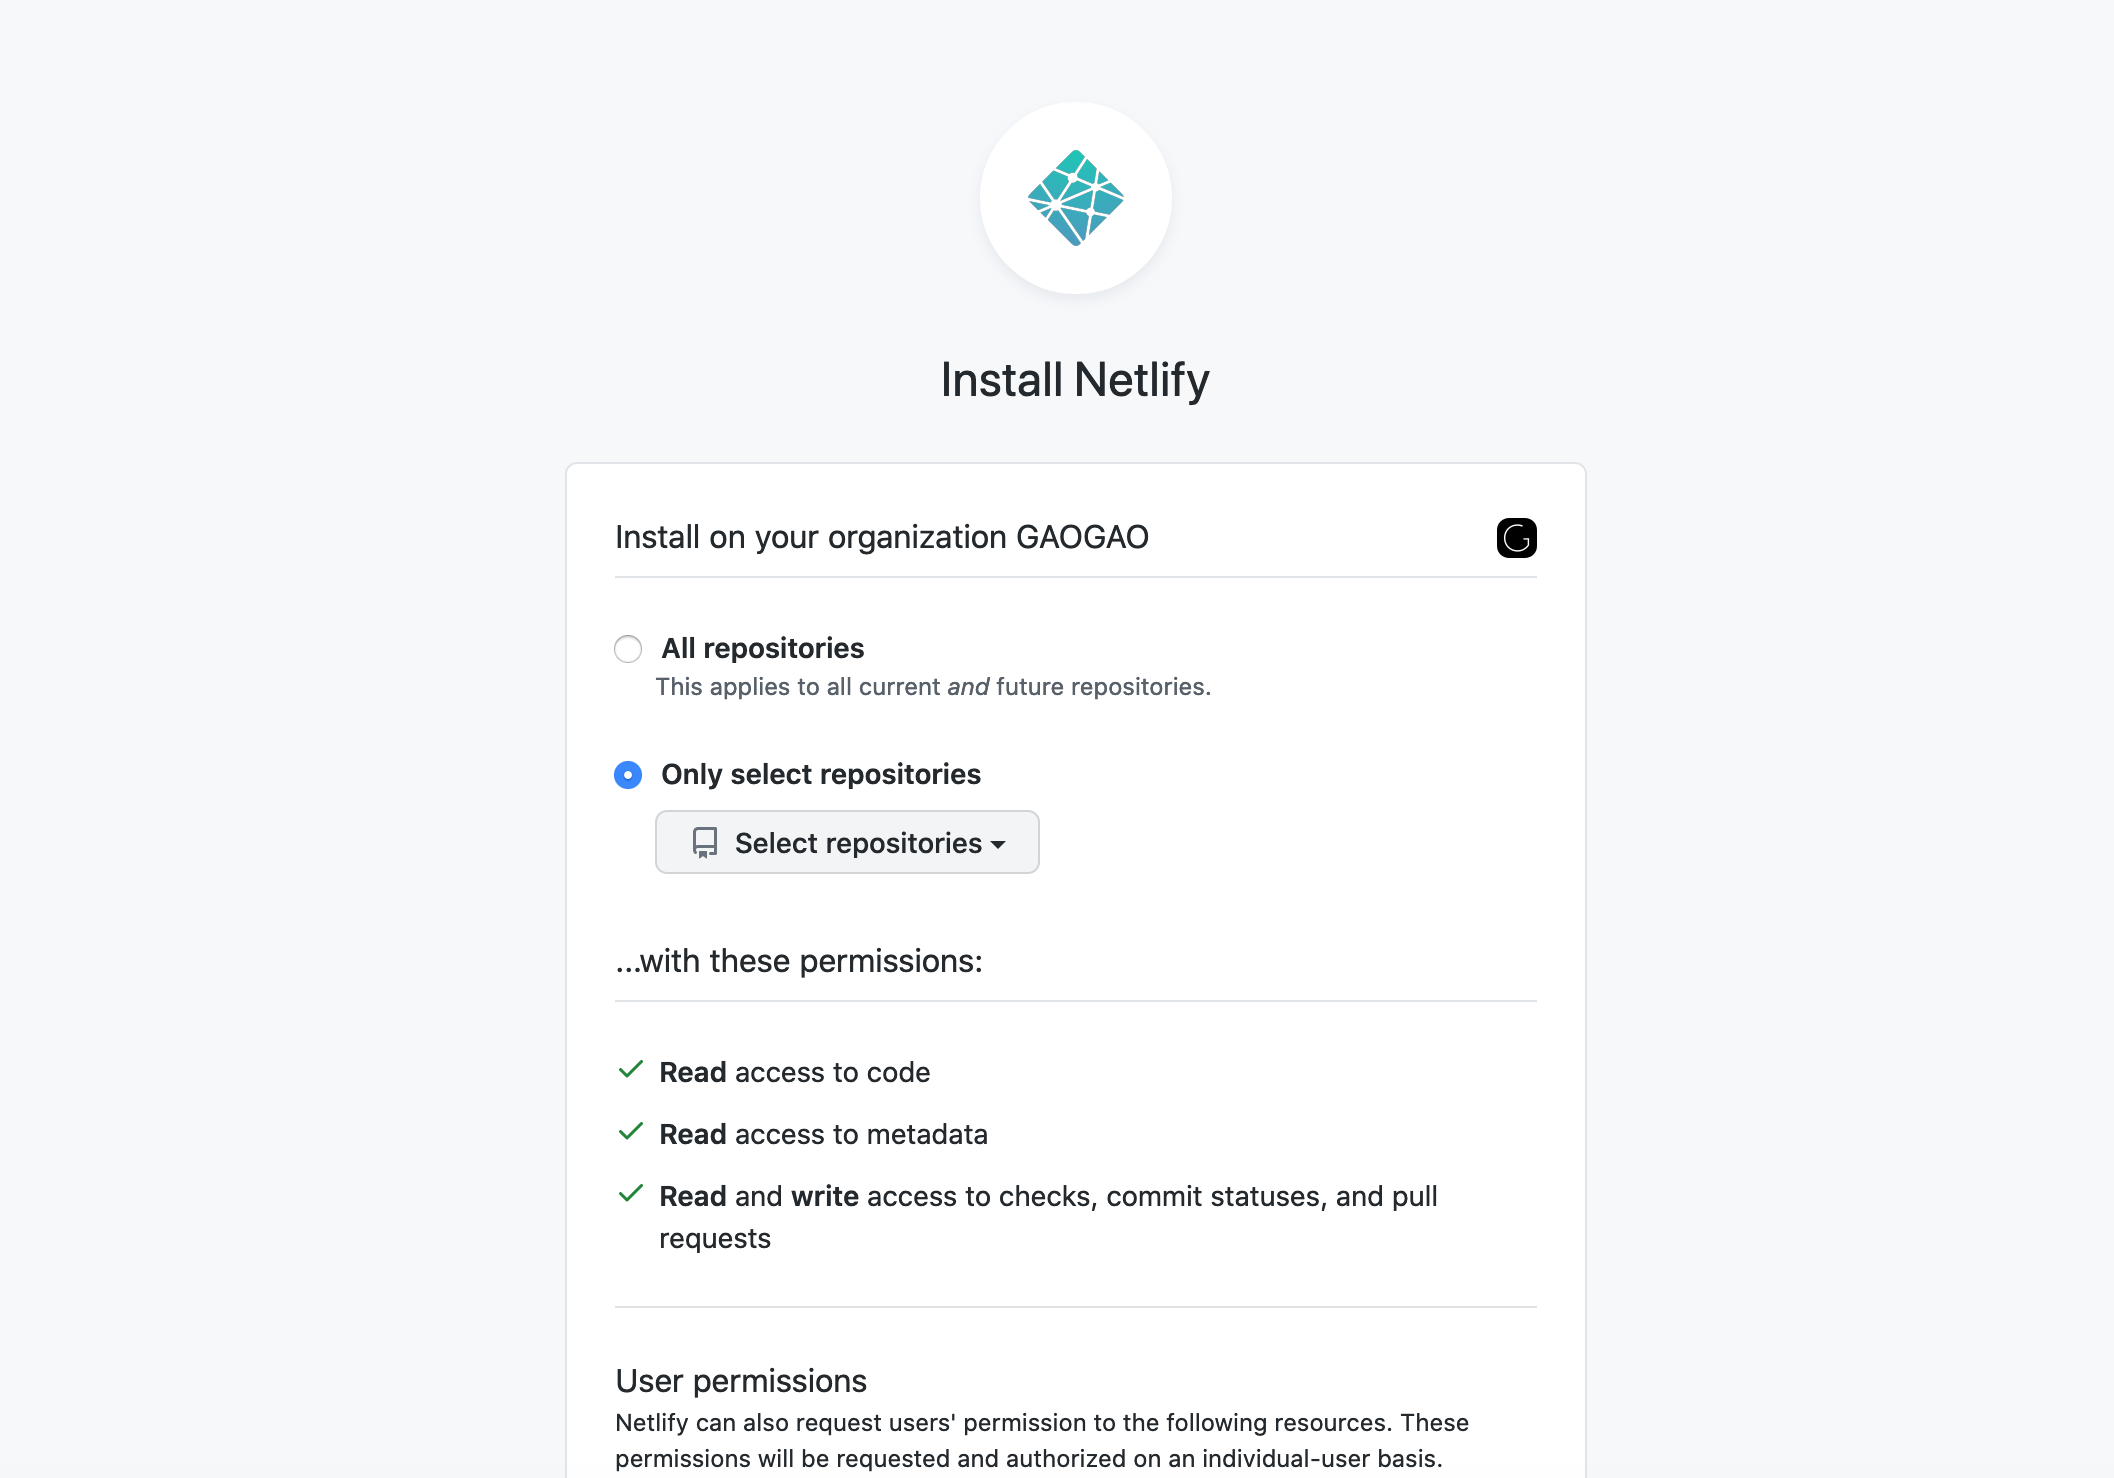 Install Netlify
Install on your organization GAOGAO
G
All repositories
This applies to all current and future repositories.
Only select repositories
Select repositories
...with these permissions:
Read access to code
Read access to metadata
Read and write access to checks, commit statuses, and pull
requests
User permissions
Netlify can also request users' permission to the following resources. These
permissions will be requested and authorized on an individual-user basis.